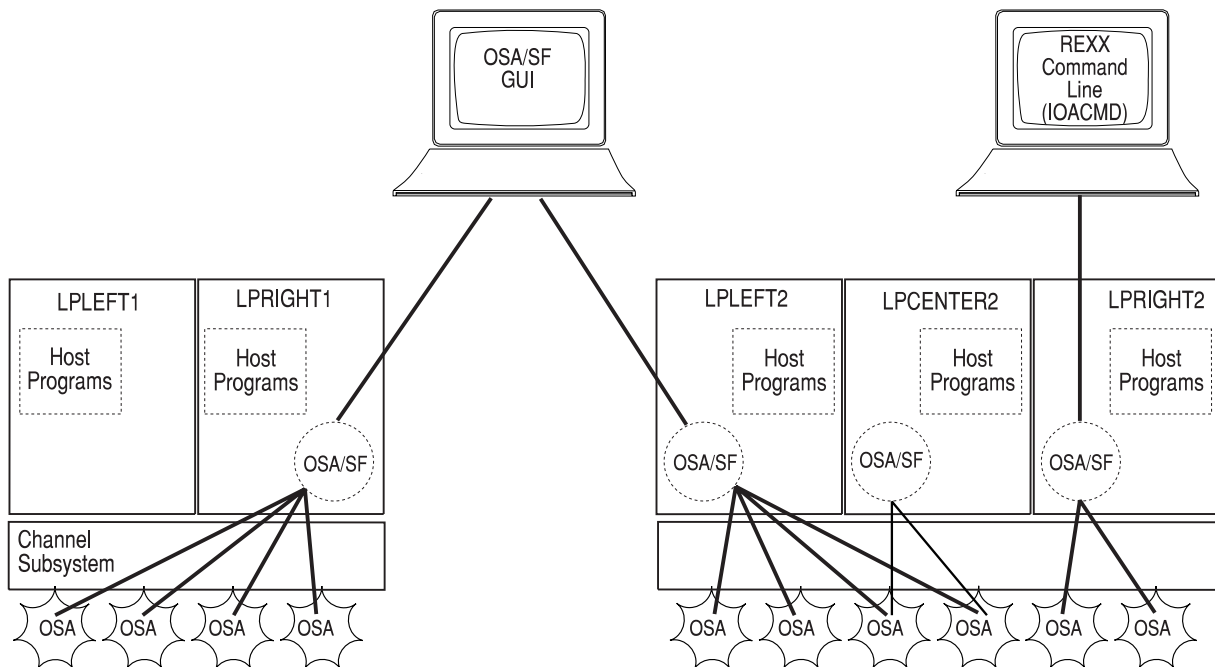 OSA/SF
GUI
REXX
Command
Line
(IOACMD)
LPLEFT1
LPRIGHT1
LPLEFT2
LPCENTER2
LPRIGHT2
Host
Programs
Host
Programs
Host
Programs
Host
Programs
Host
Programs
OSA/SF
OSA/SF
OSA/SF
OSA/SF
Channel
Subsystem
OSA
OSA
OSA
OSA
OSA
OSA
OSA
OSA
OSA
OSA